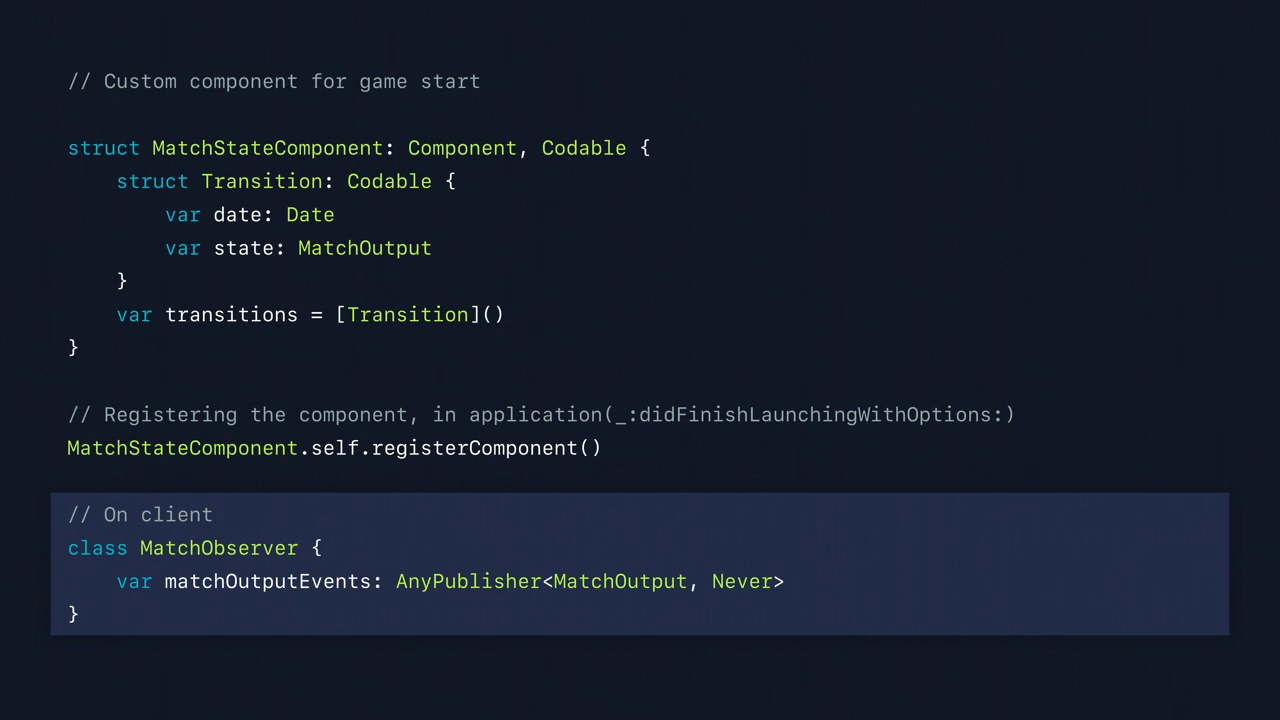 // Custom component for game start
struct MatchStateComponent: Component, Codable {
    struct Transition: Codable {
        var date: Date
        var state: MatchOutput
    }
    var transitions = [Transition]()
}
// Registering the component, in application(_:didFinishLaunchingWithOptions:)
MatchStateComponent.self.registerComponent()
// On client
class MatchObserver {
    var matchOutputEvents: AnyPublisher<MatchOutput, Never>
}